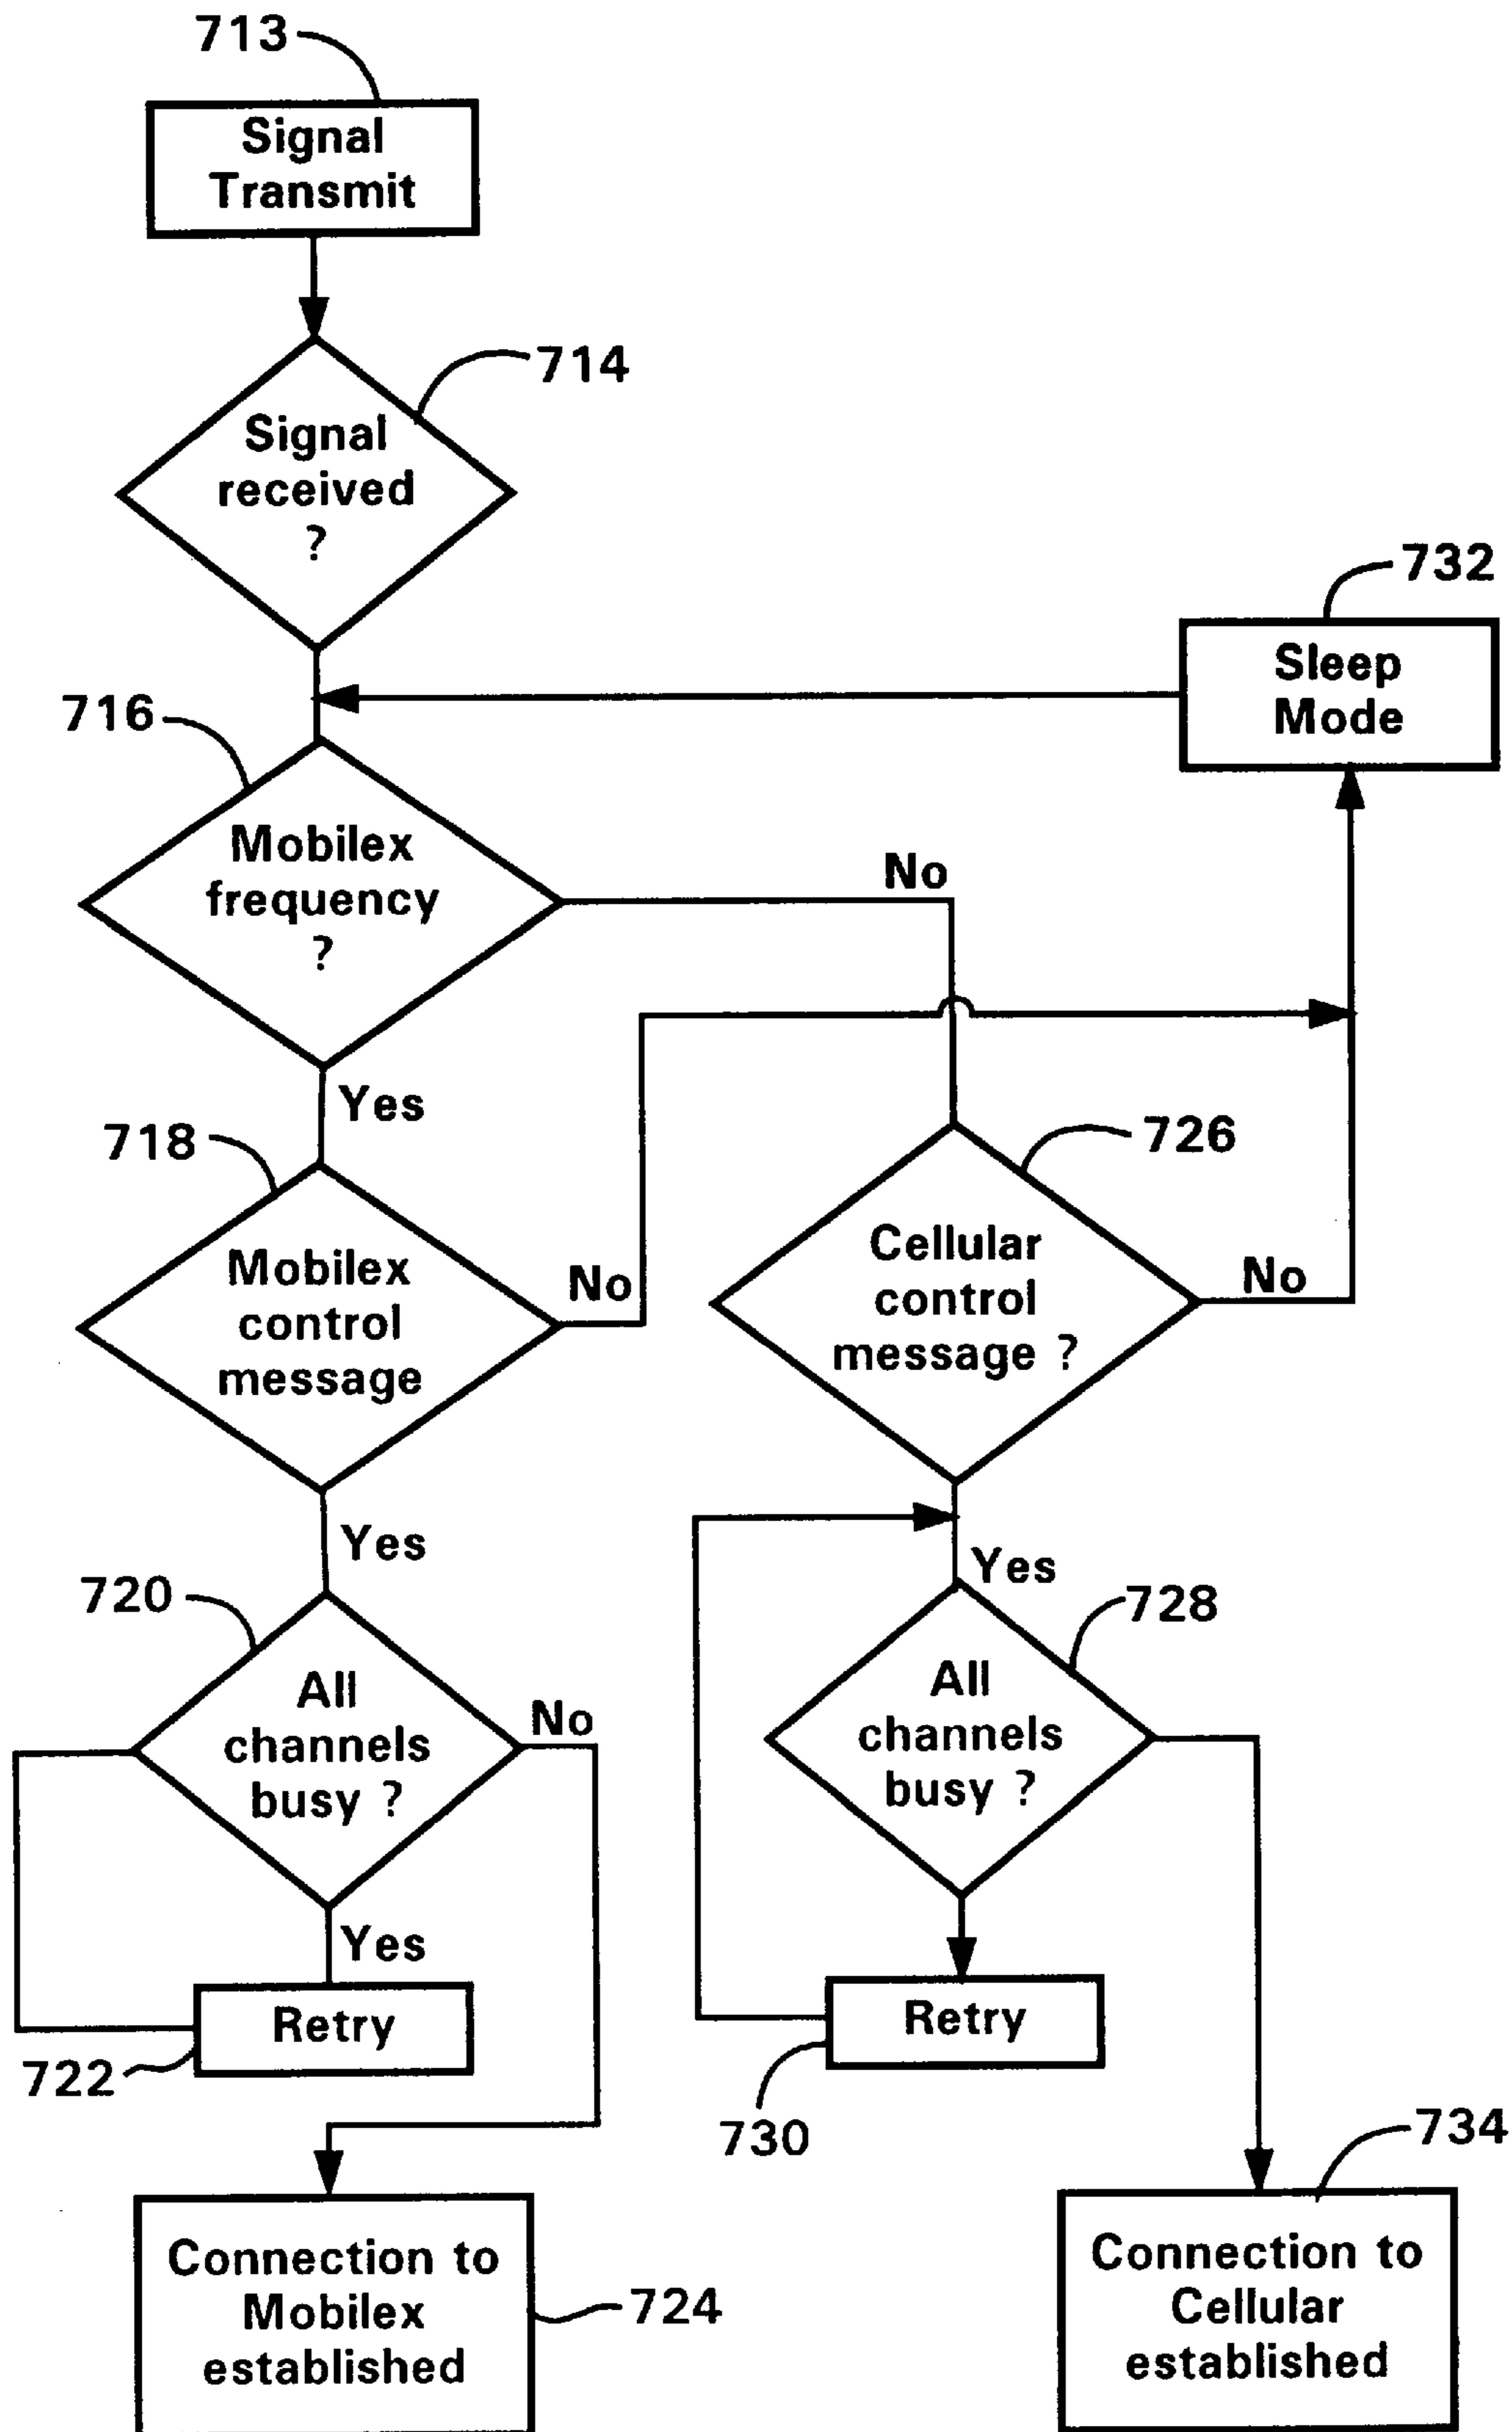 713
Signal
Transmit
714
Signal
received
?
732
Sleep
Mode
716
Mobilex
frequency
?
No
Yes
718
Mobilex
control
message
No
726
Cellular
control
message ?
No
Yes
Yes
720
All
channels
busy ?
No
728
All
channels
busy ?
Yes
Retry
722
Retry
730
734
Connection to
Mobilex
established
724
Connection to
Cellular
established